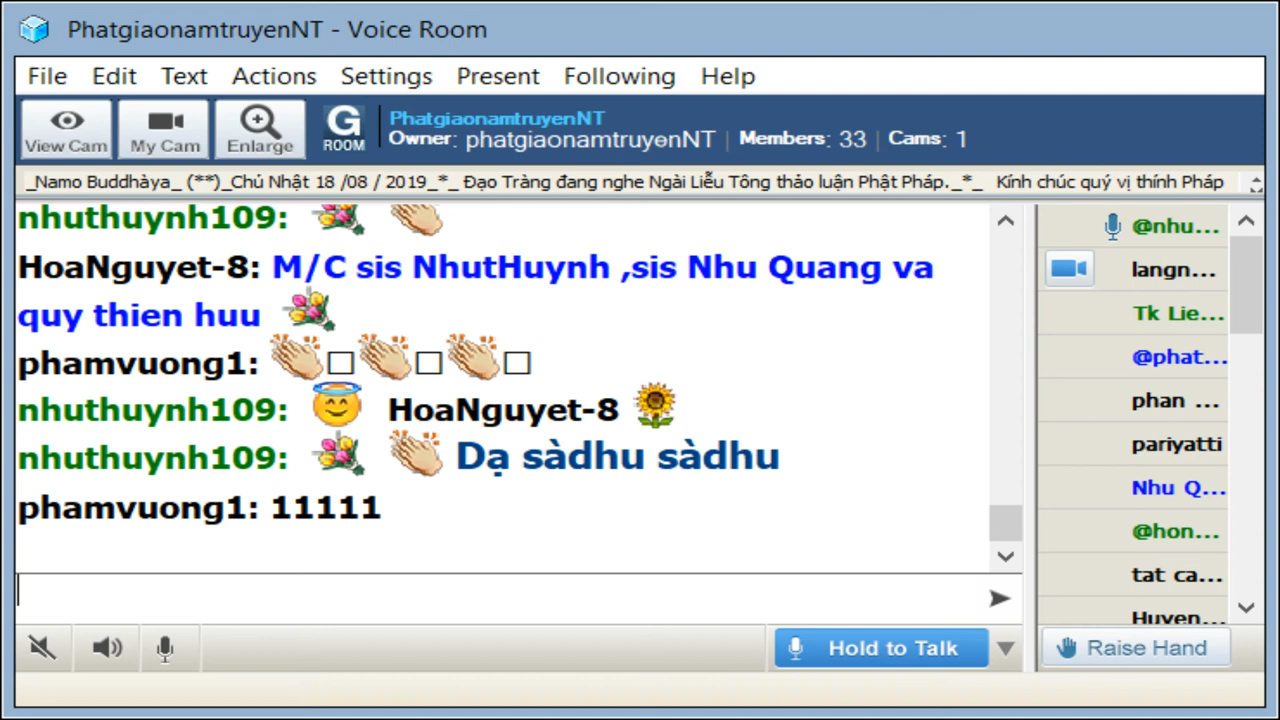 PhatgiaonamtruyenNT - Voice Room
File Edit Text Actions Settings Present Following Help
View Cam My Cam Enlarge G ROOM
PhatgiaonamtruyenNT
Owner: phatgiaonamtruyenNT | Members: 33 | Cams: 1
_Namo Buddhàya_ (**)_Chủ Nhật 18 /08 / 2019_*_ Đạo Tràng đang nghe Ngài Liễu Tông thảo luận Phật Pháp._*_ Kính chúc quý vị thính Pháp
nhuthuynh109:
HoaNguyet-8: M/C sis NhutHuynh ,sis Nhu Quang va
quy thien huu
phamvuong1:
nhuthuynh109: HoaNguyet-8
nhuthuynh109: Dạ sàdhu sàdhu
phamvuong1: 11111
@nhu...
langn...
Tk Lie...
@phat...
phan ...
pariyatti
Nhu Q...
@hon...
tat ca...
Huyen...
Hold to Talk
Raise Hand